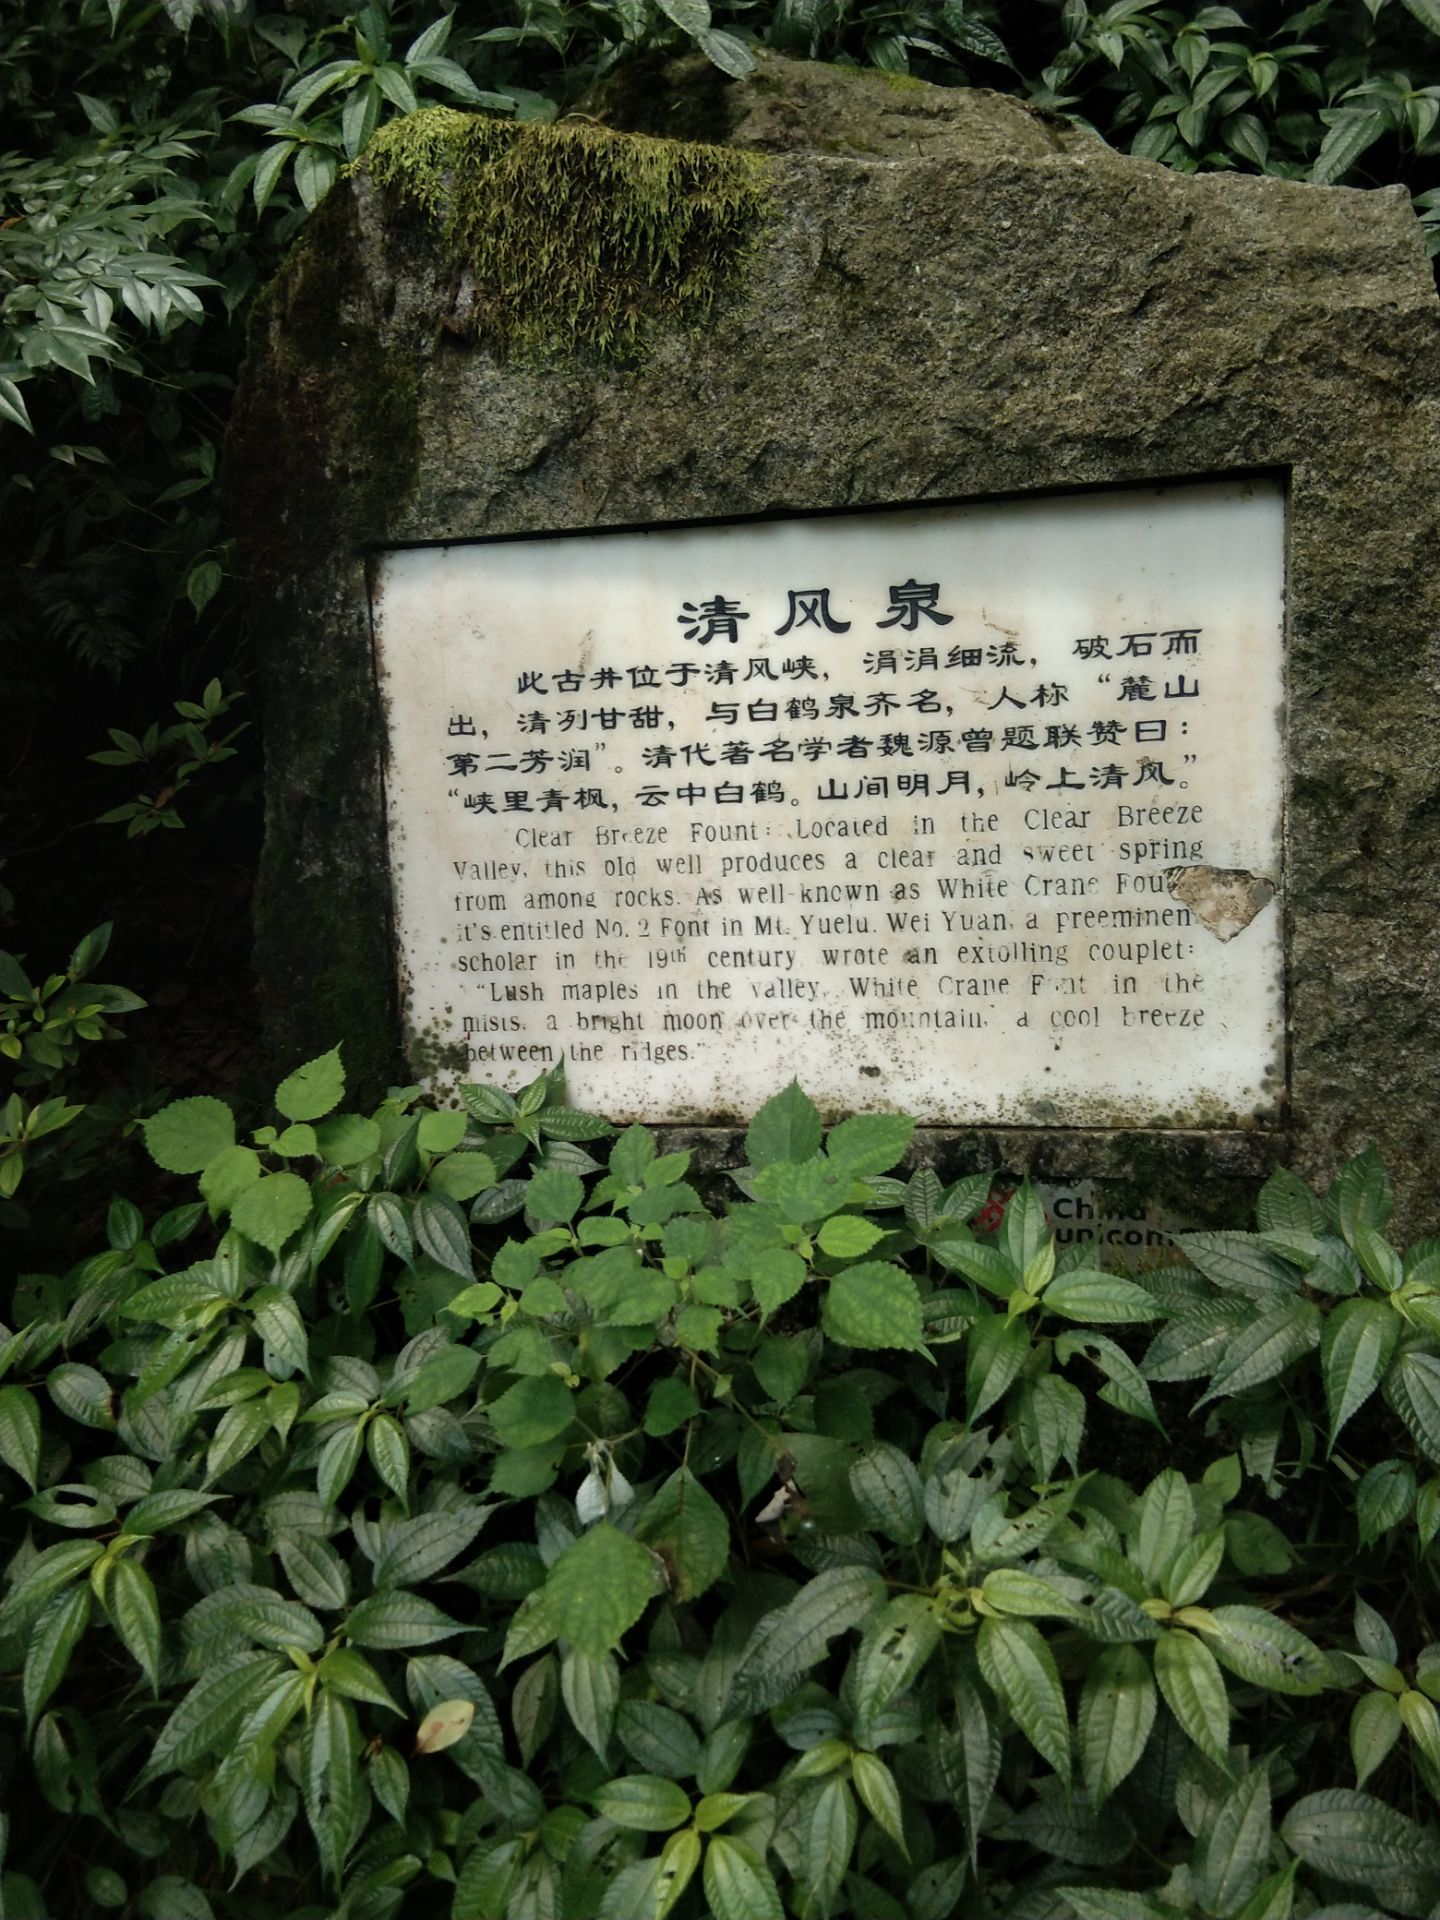 清风泉
此古井位于清风峡，涓涓细流，破石而
出，清冽甘甜，与白鹤泉齐名，人称“麓山
第二芳润”。清代著名学者魏源曾题联赞曰：
“峡里青枫，云中白鹤。山间明月，岭上清风。”
Clear Breeze Fount: Located in the Clear Breeze
Valley, this old well produces a clear and sweet spring
from among rocks. As well-known as White Crane
it's entitled No. 2 Font in Mt. Yuelu. Wei Yuan, a preeminen
scholar in the 19th century wrote an extolling couplet:
"Lush maples in the valley, White Crane Font in the
mists, a bright moon over the mountain, a cool breeze
between the ridges."
China
unicom